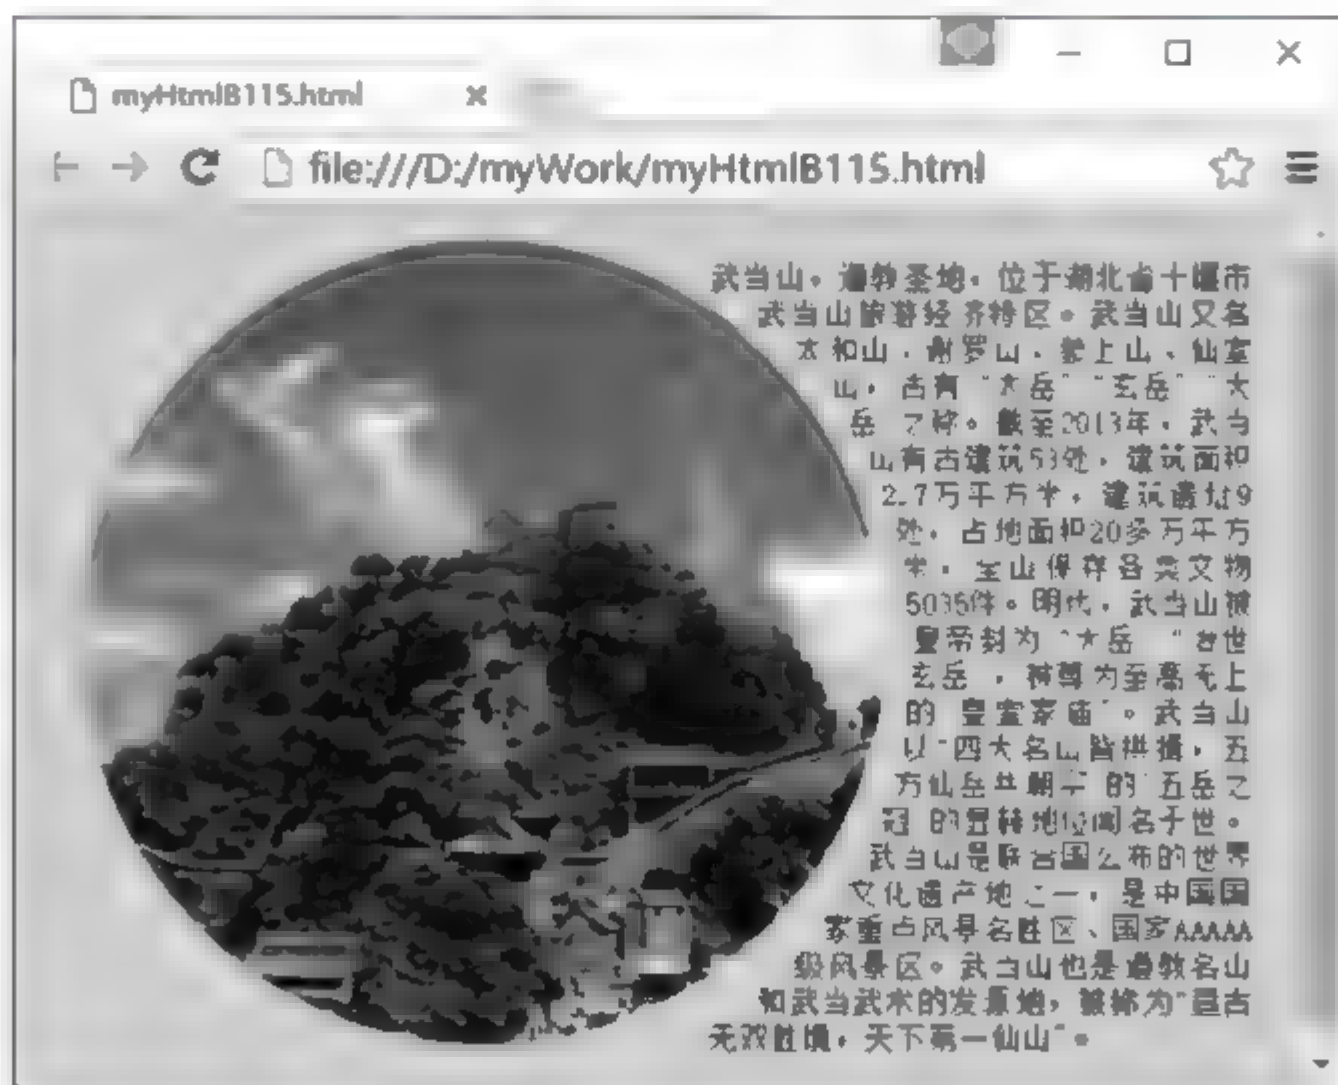 myHtmlB115.html
file:///D:/myWork/myHtmlB115.html
武当山，道教圣地，位于湖北省十堰市
武当山旅游经济特区。武当山又名
太和山、谢罗山、参上山、仙室
山，古有“太岳”“玄岳”“大
岳”之称。截至2013年，武当
山有古建筑53处，建筑面积
2.7万平方米，建筑遗址9
处，占地面积20多万平方
米，全山保存各类文物
5035件。明代，武当山被
皇帝封为“大岳”“治世
玄岳”，被尊为至高无上
的“皇室家庙”。武当山
以“四大名山皆拱揖，五
方仙岳共朝宗”的“五岳之
冠”的显赫地位闻名于世。
武当山是联合国公布的世界
文化遗产地之一，是中国国
家重点风景名胜区、国家AAAAA
级风景区。武当山也是道教名山
和武当武术的发源地，被称为“亘古
无双胜境，天下第一仙山”。